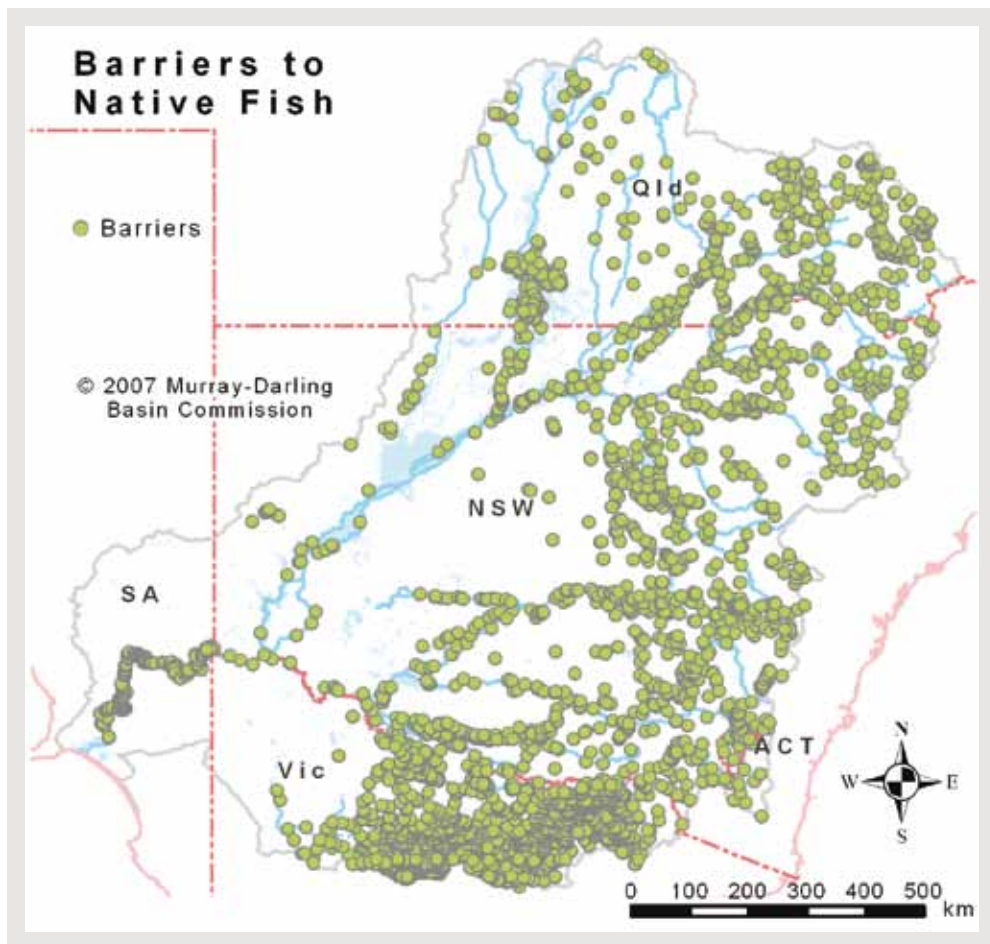 Barriers to
Native Fish
Qld
Barriers
© 2007 Murray-Darling
Basin Commission
NSW
SA
ACT
Vic
N
W E
S
0 100 200 300 400 500
km